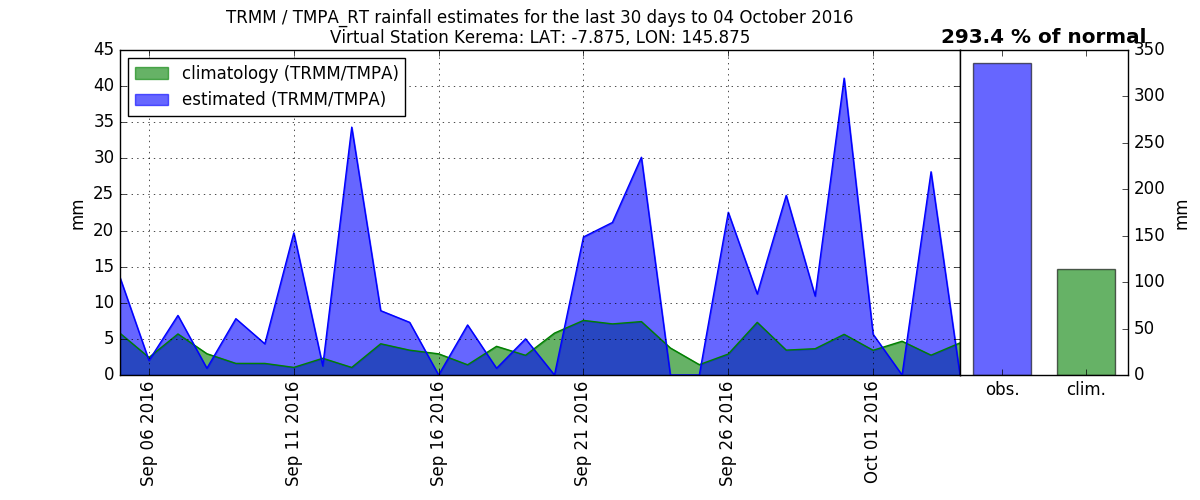 TRMM / TMPA_RT rainfall estimates for the last 30 days to 04 October 2016
Virtual Station Kerema: LAT: -7.875, LON: 145.875
293.4 % of normal
climatology (TRMM/TMPA)
estimated (TRMM/TMPA)
45
40
35
30
25
20
15
10
5
0
mm
Sep 06 2016
Sep 11 2016
Sep 16 2016
Sep 21 2016
Sep 26 2016
Oct 01 2016
350
300
250
200
150
100
50
0
mm
obs.
clim.